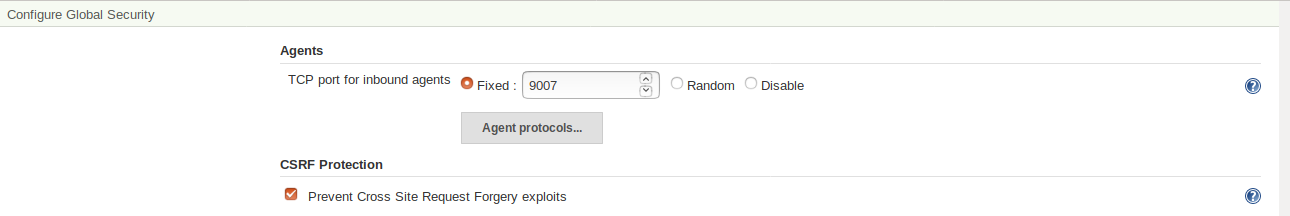 Configure Global Security
Agents
TCP port for inbound agents Fixed : 9007 Random Disable
Agent protocols...
CSRF Protection
Prevent Cross Site Request Forgery exploits